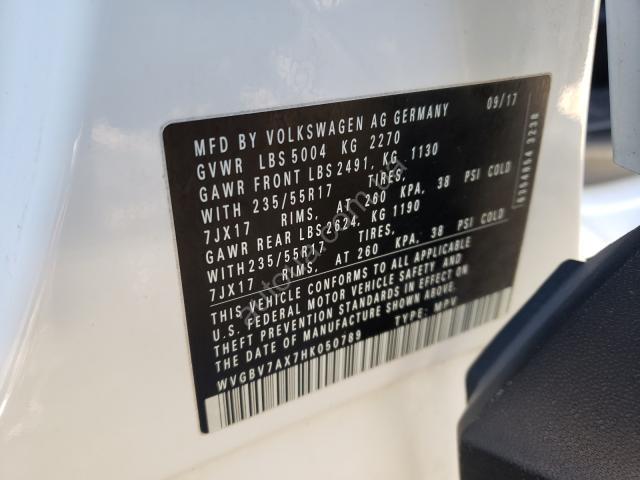 MFD BY VOLKSWAGEN AG GERMANY 09/17
GVWR LBS 5004 KG 2270
GAWR FRONT LBS 2491, KG 1130
WITH 235/55R17 TIRES,
7JX17 RIMS, AT 260 KPA, 38 PSI COLD
GAWR REAR LBS 2624, KG 1190
WITH 235/55R17 TIRES,
7JX17 RIMS, AT 260 KPA, 38 PSI COLD
THIS VEHICLE CONFORMS TO ALL APPLICABLE
U.S. FEDERAL MOTOR VEHICLE SAFETY AND
THEFT PREVENTION STANDARDS IN EFFECT ON
THE DATE OF MANUFACTURE SHOWN ABOVE.
WVGBV7AX7HK050789 TYPE: MPV